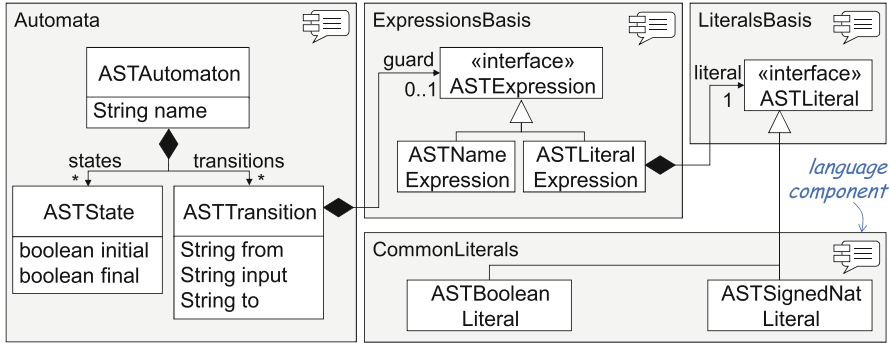 Automata
ASTAutomaton
String name
states
transitions
*
*
ASTState
boolean initial
boolean final
ASTTransition
String from
String input
String to
ExpressionsBasis
guard
0..1
«interface»
ASTExpression
ASTName
Expression
ASTLiteral
Expression
LiteralsBasis
literal
1
«interface»
ASTLiteral
language
component
CommonLiterals
ASTBoolean
Literal
ASTSignedNat
Literal